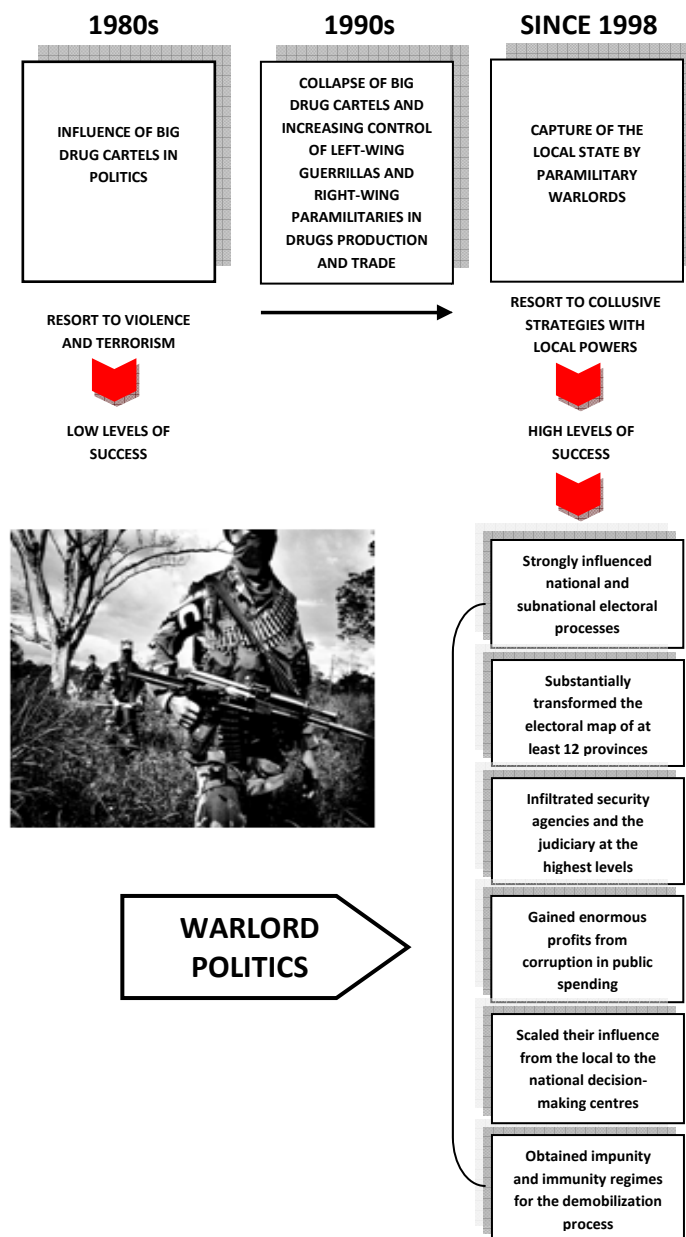 1980s
INFLUENCE OF BIG
DRUG CARTELS IN
POLITICS
RESORT TO VIOLENCE
AND TERRORISM
LOW LEVELS OF
SUCCESS
1990s
COLLAPSE OF BIG
DRUG CARTELS AND
INCREASING CONTROL
OF LEFT-WING
GUERRILLAS AND
RIGHT-WING
PARAMILITARIES IN
DRUGS PRODUCTION
AND TRADE
SINCE 1998
CAPTURE OF THE
LOCAL STATE BY
PARAMILITARY
WARLORDS
RESORT TO COLLUSIVE
STRATEGIES WITH
LOCAL POWERS
HIGH LEVELS OF
SUCCESS
WARLORD
POLITICS
Strongly influenced
national and
subnational electoral
processes
Substantially
transformed the
electoral map of at
least 12 provinces
Infiltrated security
agencies and the
judiciary at the
highest levels
Gained enormous
profits from
corruption in public
spending
Scaled their influence
from the local to the
national decision-
making centres
Obtained impunity
and immunity regimes
for the demobilization
process